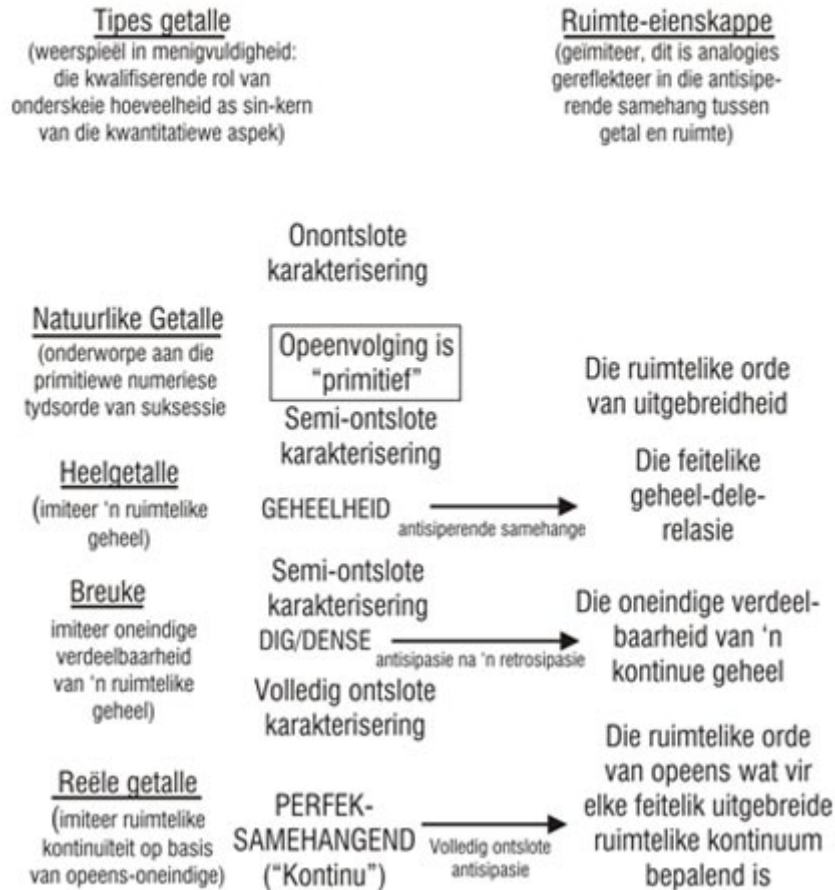 Tipes getalle
(weerspieël in menigvuldigheid:
die kwalifiserende rol van
onderskeie hoeveelheid as sin-kern
van die kwantitatiewe aspek)
Ruimte-eienskappe
(geïmiteer, dit is analogies
gereflekteer in die antisipe-
rende samehang tussen
getal en ruimte)
Onontslote
karakterisering
Natuurlike Getalle
(onderworpe aan die
primitiewe numeriese
tydsorde van suksessie
Opeenvolging is
“primitief”
Die ruimtelike orde
van uitgebreidheid
Semi-ontslote
karakterisering
Heelgetalle
(imiteer ‘n ruimtelike
geheel)
GEHEELHEID
antisiperende samehange
Die feitelike
geheel-dele-
relasie
Semi-ontslote
karakterisering
Breuke
imiteer oneindige
verdeelbaarheid
van ‘n ruimtelike
geheel)
DIG/DENSE
antisipasie na ‘n retrosipasie
Die oneindige verdeel-
baarheid van ‘n
kontinue geheel
Volledig ontslote
karakterisering
Reële getalle
(imiteer ruimtelike
kontinuïteit op basis
van opeens-oneindige)
PERFEK-
SAMEHANGEND
(“Kontinu”)
Volledig ontslote
antisipasie
Die ruimtelike orde
van opeens wat vir
elke feitelik uitgebreide
ruimtelike kontinuum
bepalend is